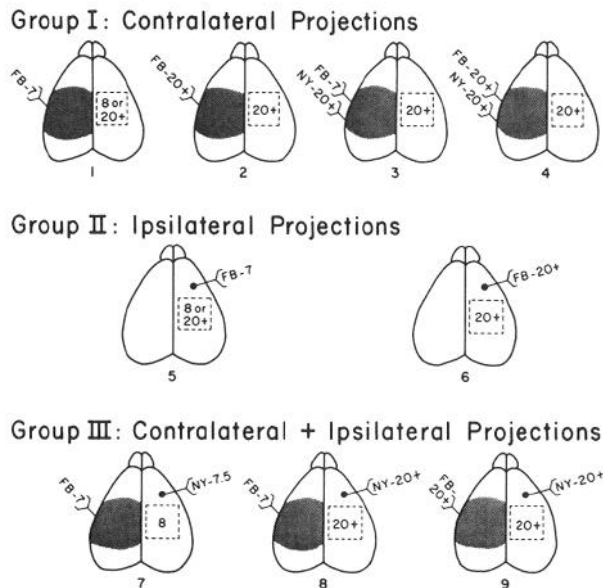 Group I: Contralateral Projections
FB-7
8 or
20+
1
FB-20+
20+
2
FB-7
NY-20+
20+
3
FB-20+
NY-20+
20+
4
Group II: Ipsilateral Projections
FB-7
8 or
20+
5
FB-20+
20+
6
Group III: Contralateral + Ipsilateral Projections
FB-7
NY-7.5
8
7
FB-7
NY-20+
20+
8
FB-
20+
NY-20+
20+
9